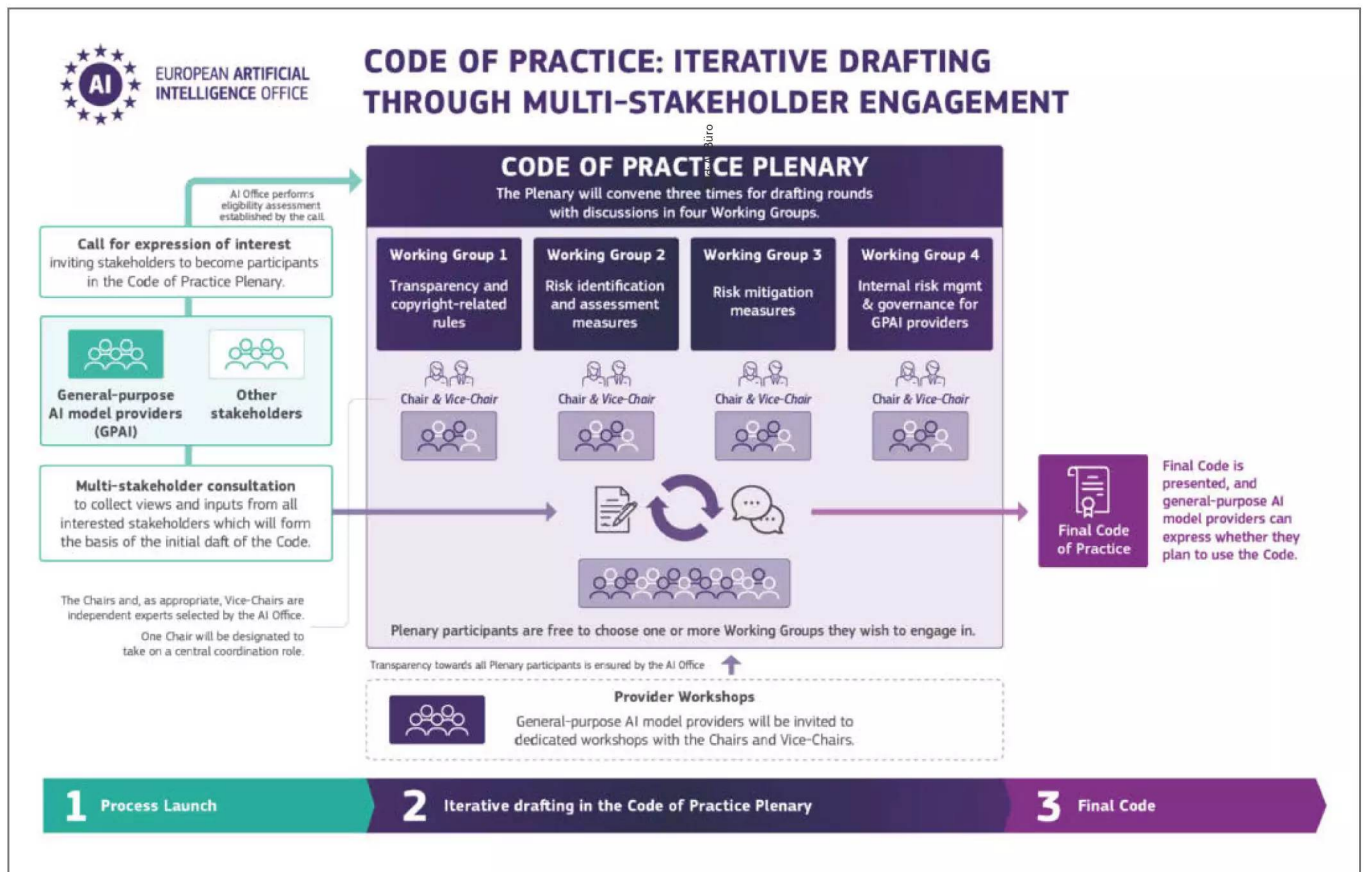 AI
EUROPEAN ARTIFICIAL
INTELLIGENCE OFFICE
CODE OF PRACTICE: ITERATIVE DRAFTING
THROUGH MULTI-STAKEHOLDER ENGAGEMENT
Büro
CODE OF PRACTICE PLENARY
The Plenary will convene three times for drafting rounds
with discussions in four Working Groups.
AI Office performs
eligibility assessment
established by the call.
Call for expression of interest
inviting stakeholders to become participants
in the Code of Practice Plenary.
General-purpose
AI model providers
(GPAI)
Other
stakeholders
Multi-stakeholder consultation
to collect views and inputs from all
interested stakeholders which will form
the basis of the initial daft of the Code.
The Chairs and, as appropriate, Vice-Chairs are
independent experts selected by the AI Office.
One Chair will be designated to
take on a central coordination role.
Working Group 1
Transparency and
copyright-related
rules
Chair & Vice-Chair
Working Group 2
Risk identification
and assessment
measures
Chair & Vice-Chair
Working Group 3
Risk mitigation
measures
Chair & Vice-Chair
Working Group 4
Internal risk mgmt
& governance for
GPAI providers
Chair & Vice-Chair
Plenary participants are free to choose one or more Working Groups they wish to engage in.
Transparency towards all Plenary participants is ensured by the AI Office
Provider Workshops
General-purpose AI model providers will be invited to
dedicated workshops with the Chairs and Vice-Chairs.
Final Code
of Practice
Final Code is
presented, and
general-purpose AI
model providers can
express whether they
plan to use the Code.
1 Process Launch
2 Iterative drafting in the Code of Practice Plenary
3 Final Code